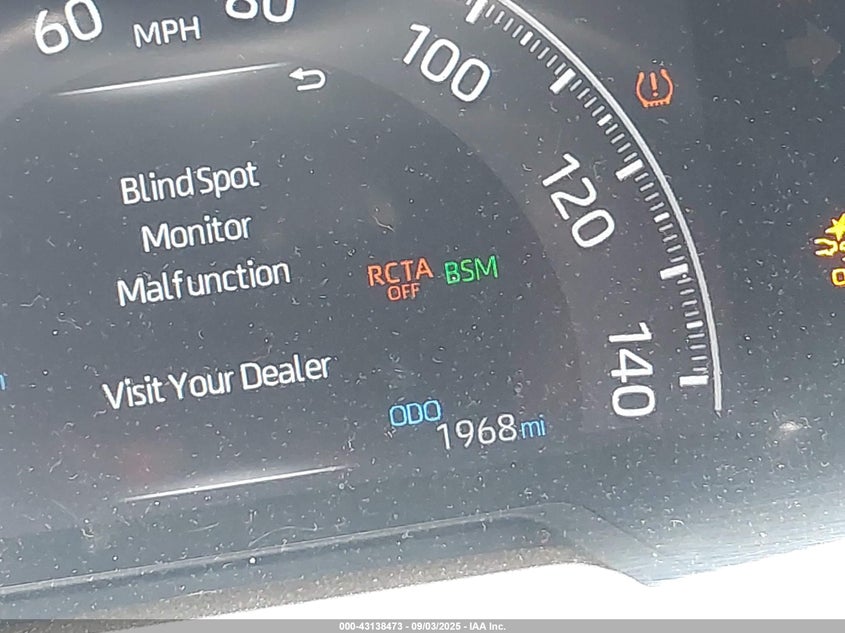 60 MPH 80
100
Blind Spot
Monitor
Malfunction
120
RCTA BSM
OFF
Visit Your Dealer
140
ODO
1968 mi
000-43138473 - 09/03/2025 - IAA Inc.